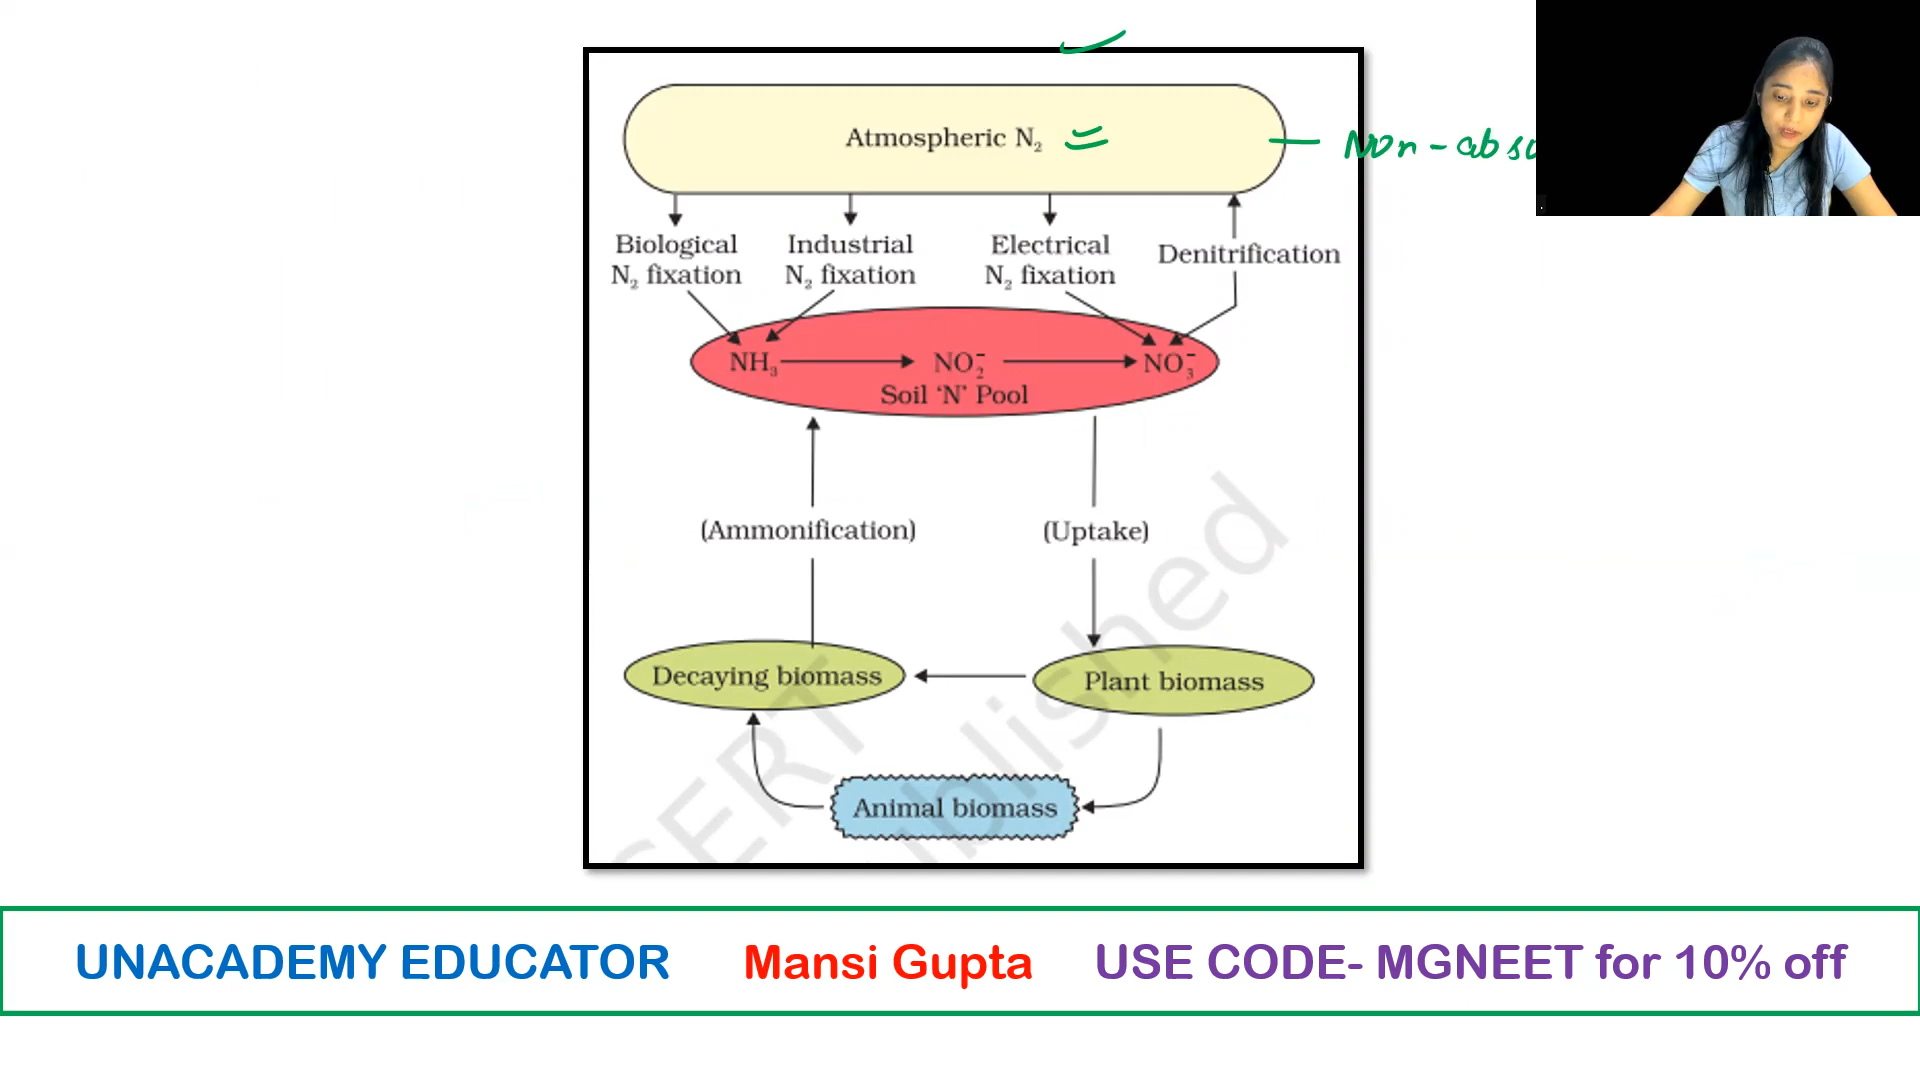 Atmospheric N₂
Non - abs
Biological
N₂ fixation
Industrial
N₂ fixation
Electrical
N₂ fixation
Denitrification
NH₃ NO₂⁻ NO₃⁻
Soil ‘N’ Pool
(Ammonification) (Uptake)
Decaying biomass Plant biomass
Animal biomass
UNACADEMY EDUCATOR Mansi Gupta USE CODE- MGNEET for 10% off